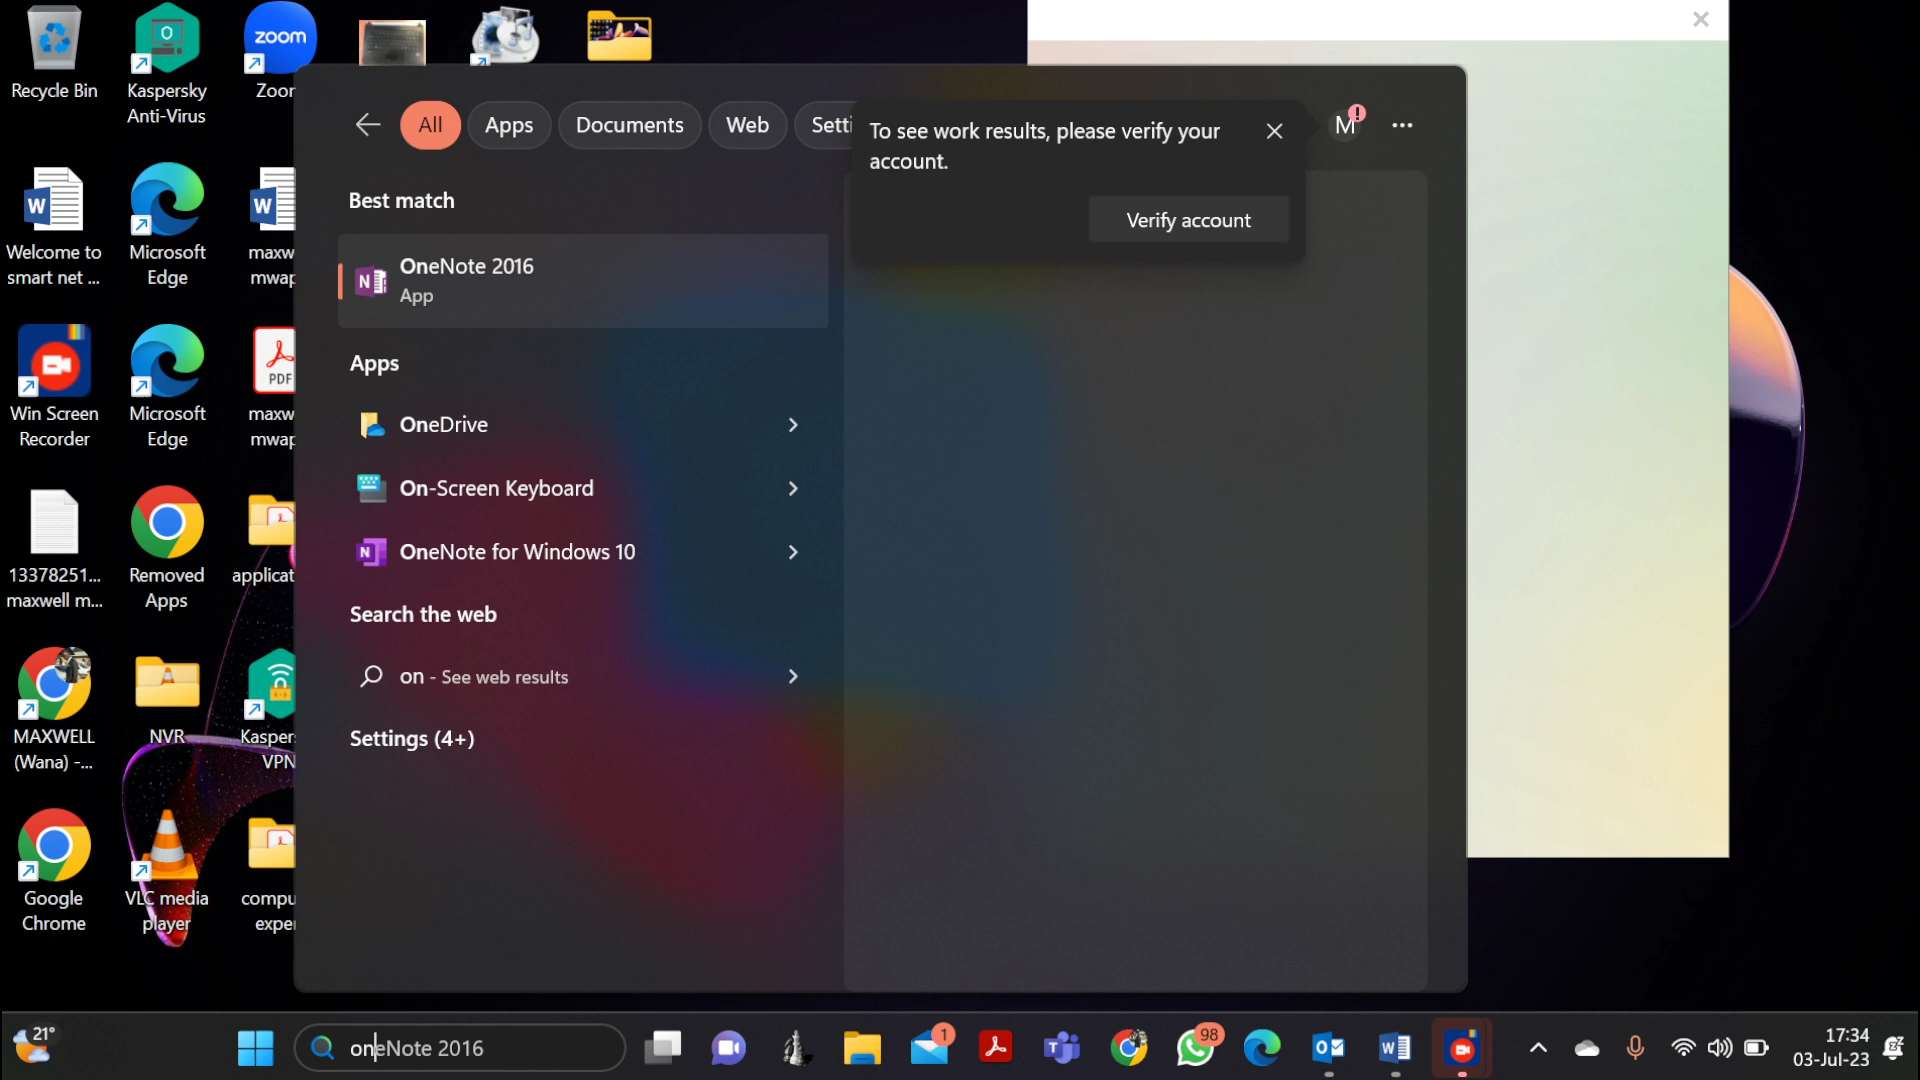 Recycle Bin
Kaspersky
Anti-Virus
zoom
Zoor
Welcome to
smart net ...
Microsoft
Edge
maxw
mwap
Win Screen
Recorder
Microsoft
Edge
PDF
maxw
mwap
13378251...
maxwell m...
Removed
Apps
applicat
MAXWELL
(Wana) -...
NVR
Kasper
VPN
Google
Chrome
VLC media
player
compu
expe
All
Apps
Documents
Web
Setti
To see work results, please verify your
account.
Verify account
M
Best match
OneNote 2016
App
Apps
OneDrive
On-Screen Keyboard
OneNote for Windows 10
Search the web
on - See web results
Settings (4+)
21°
oneNote 2016
1
98
17:34
03-Jul-23